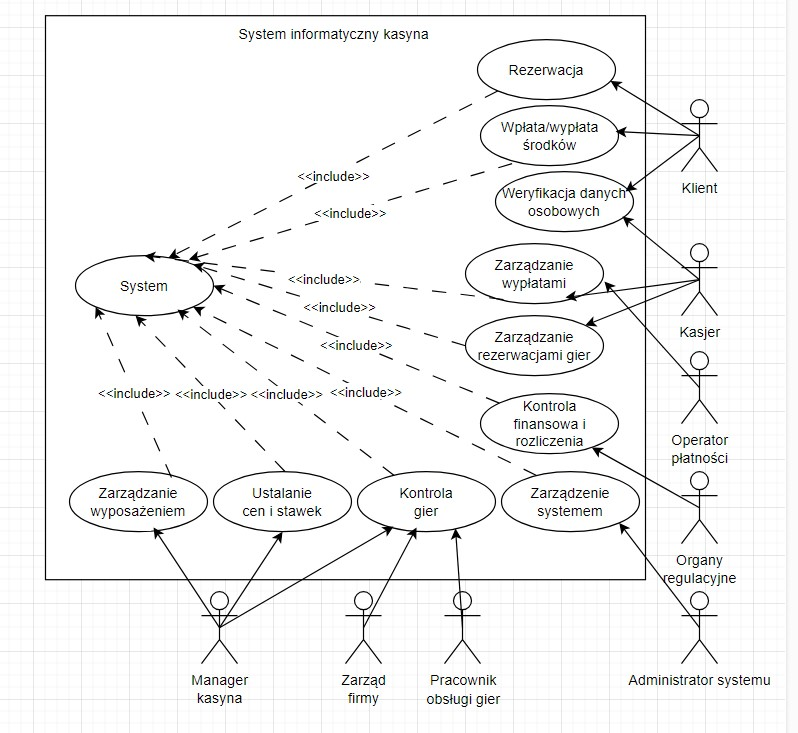 System informatyczny kasyna
Rezerwacja
Wpłata/wypłata
środków
Klient
<<include>>
Weryfikacja danych
osobowych
<<include>>
System
Zarządzanie
wypłatami
<<include>>
<<include>>
Kasjer
Zarządzanie
rezerwacjami gier
<<include>>
<<include>>
<<include>>
<<include>>
<<include>>
Kontrola
finansowa i
rozliczenia
Operator
płatności
Zarządzanie
wyposażeniem
Ustalanie
cen i stawek
Kontrola
gier
Zarządzenie
systemem
Organy
regulacyjne
Manager
kasyna
Zarząd
firmy
Pracownik
obsługi gier
Administrator systemu